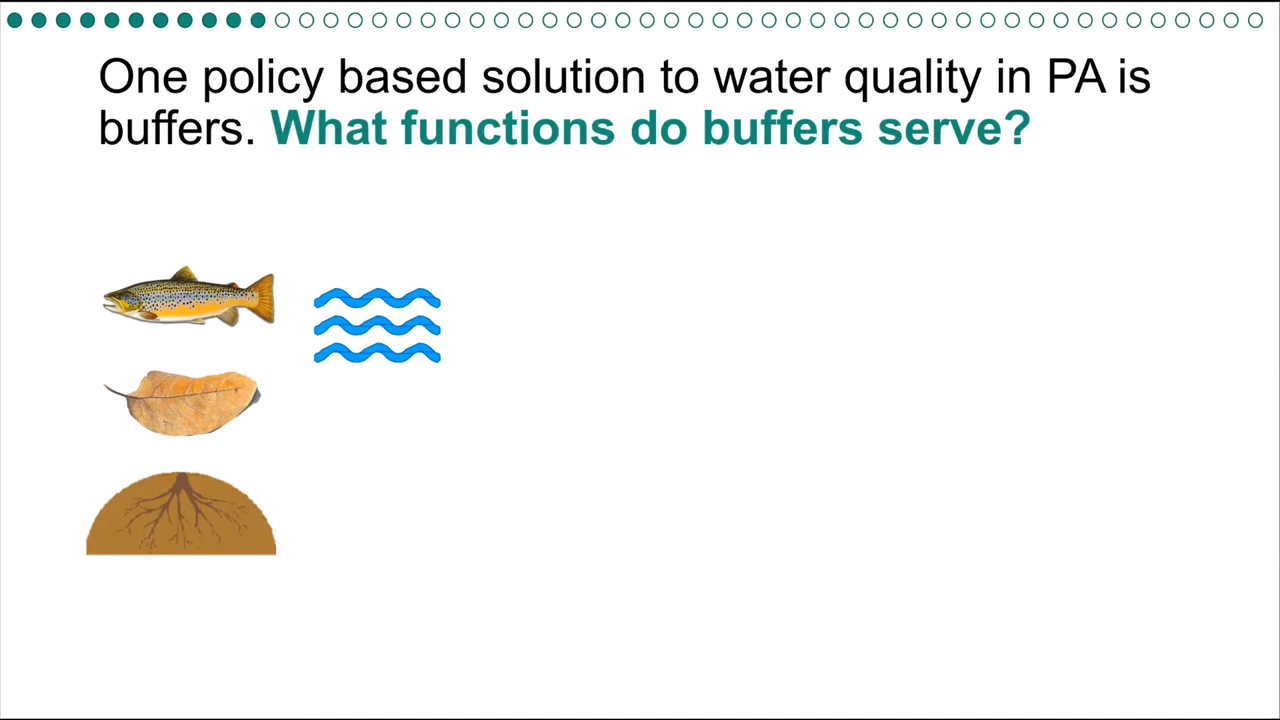 One policy based solution to water quality in PA is
buffers. What functions do buffers serve?